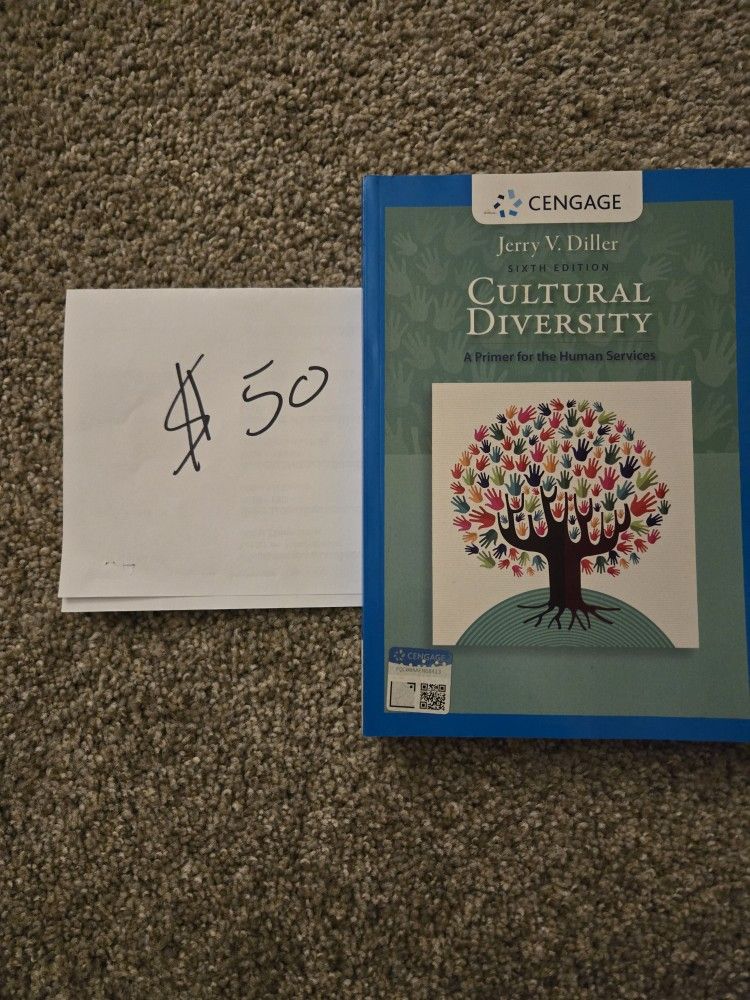 $ 50
CENGAGE
Jerry V. Diller
SIXTH EDITION
CULTURAL
DIVERSITY
A Primer for the Human Services
CENGAGE